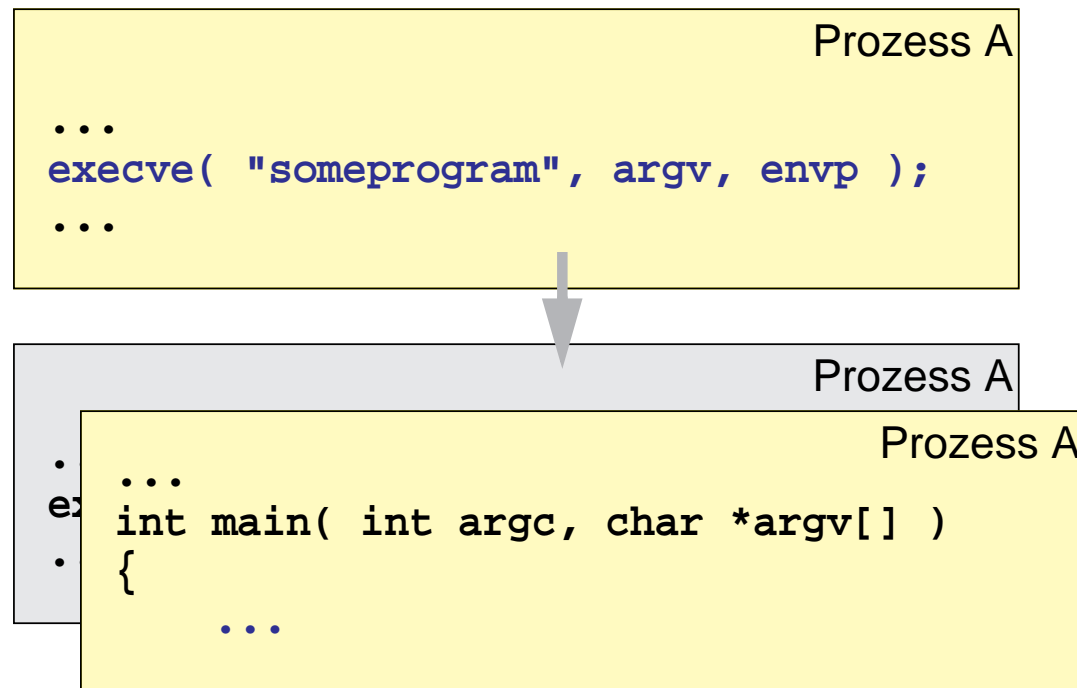 Prozess A
...
execve( "someprogram", argv, envp );
...
Prozess A
Prozess A
...
int main( int argc, char *argv[] )
{
...